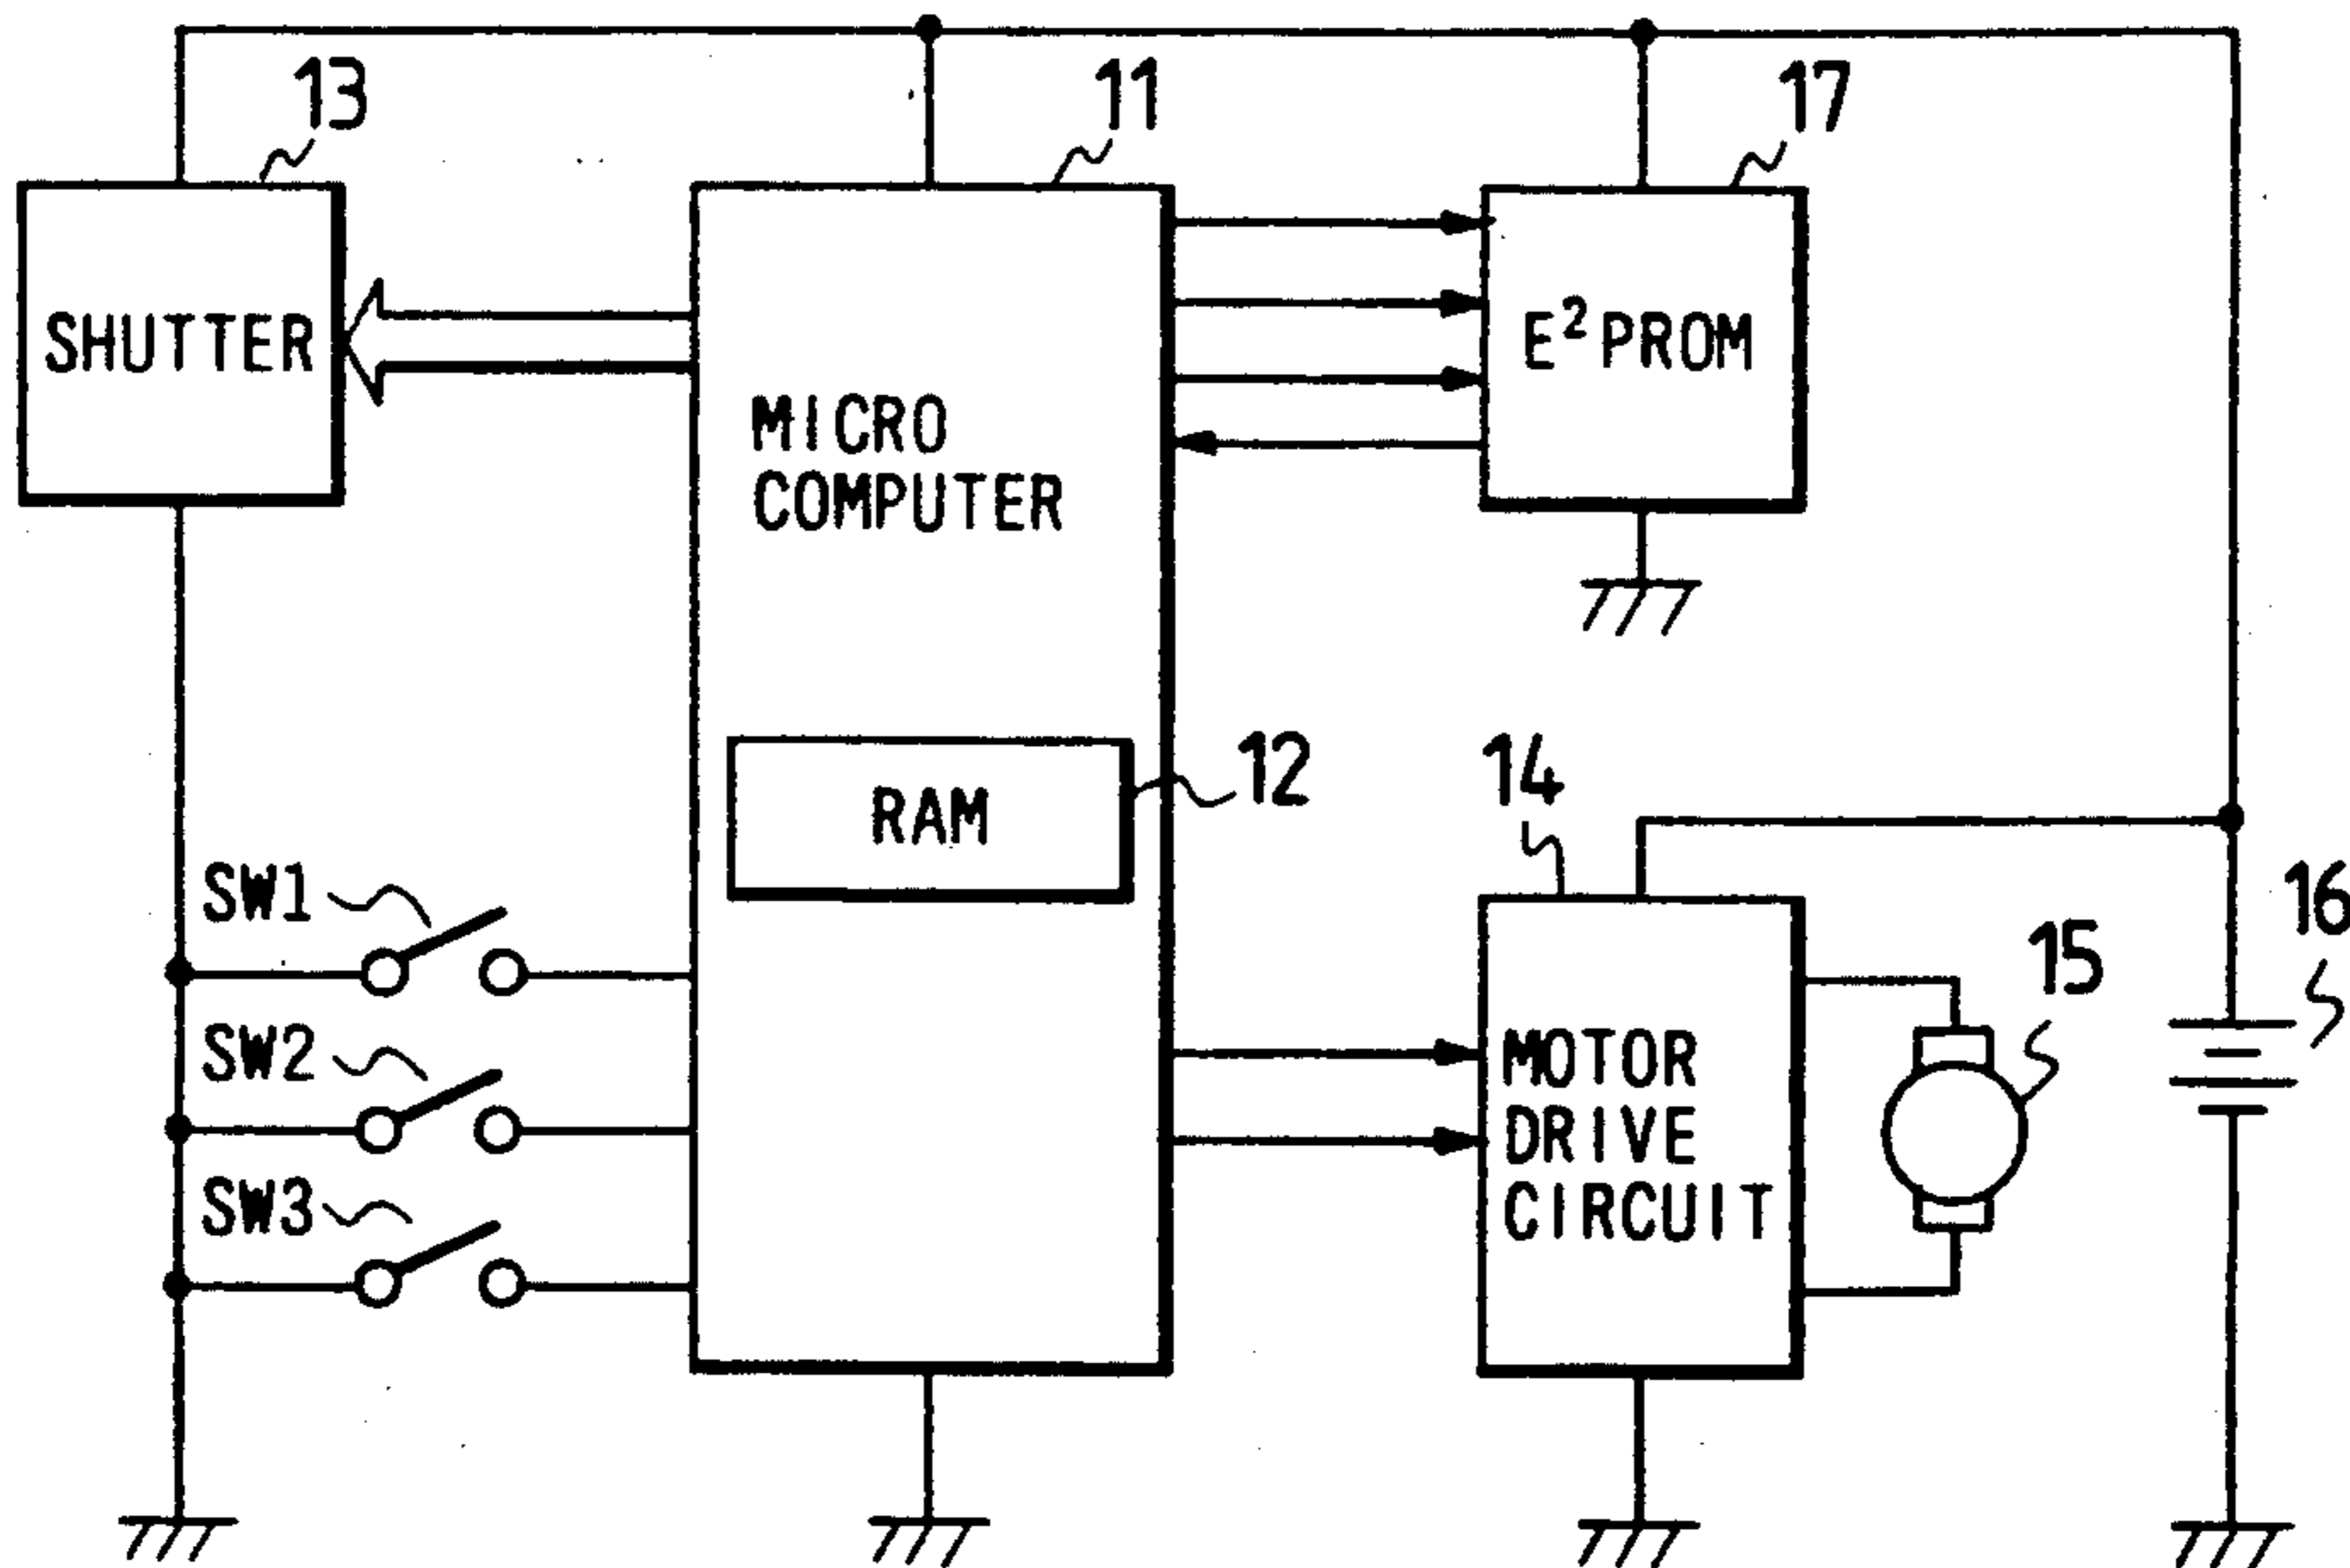 13
11
17
SHUTTER
E²PROM
MICRO
COMPUTER
12
RAM
14
SW1
16
15
SW2
MOTOR
DRIVE
CIRCUIT
SW3